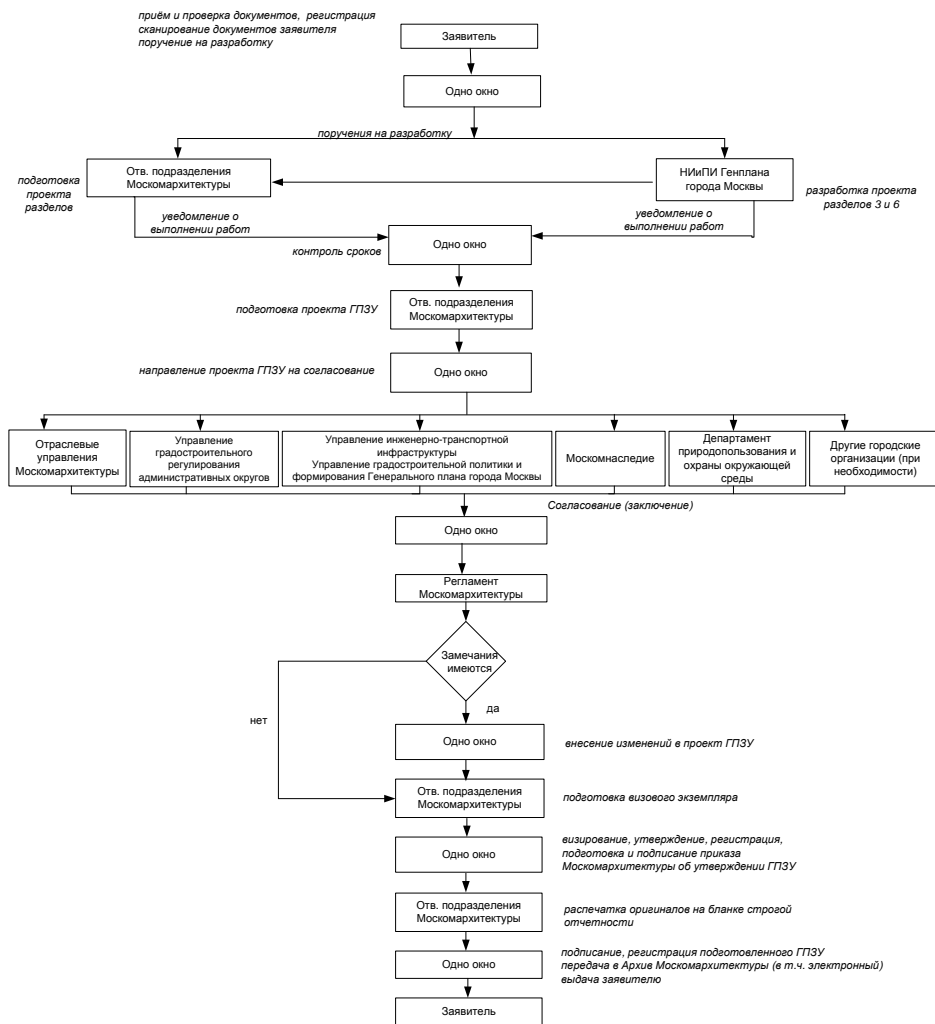 приём и проверка документов, регистрация
сканирование документов заявителя
поручение на разработку
Заявитель
Одно окно
поручения на разработку
подготовка
проекта
разделов
Отв. подразделения
Москомархитектуры
НИиПИ Генплана
города Москвы
разработка проекта
разделов 3 и 6
уведомление о
выполнении работ
уведомление о
выполнении работ
контроль сроков
Одно окно
подготовка проекта ГПЗУ
Отв. подразделения
Москомархитектуры
направление проекта ГПЗУ на согласование
Одно окно
Отраслевые
управления
Москомархитектуры
Управление
градостроительного
регулирования
административных округов
Управление инженерно-транспортной
инфраструктуры
Управление градостроительной политики и
формирования Генерального плана города Москвы
Москомнаследие
Департамент
природопользования и
охраны окружающей
среды
Другие городские
организации (при
необходимости)
Согласование (заключение)
Одно окно
Регламент
Москомархитектуры
Замечания
имеются
нет
да
Одно окно
внесение изменений в проект ГПЗУ
Отв. подразделения
Москомархитектуры
подготовка визового экземпляра
Одно окно
визирование, утверждение, регистрация,
подготовка и подписание приказа
Москомархитектуры об утверждении ГПЗУ
Отв. подразделения
Москомархитектуры
распечатка оригиналов на бланке строгой
отчетности
Одно окно
подписание, регистрация подготовленного ГПЗУ
передача в Архив Москомархитектуры (в т.ч. электронный)
выдача заявителю
Заявитель